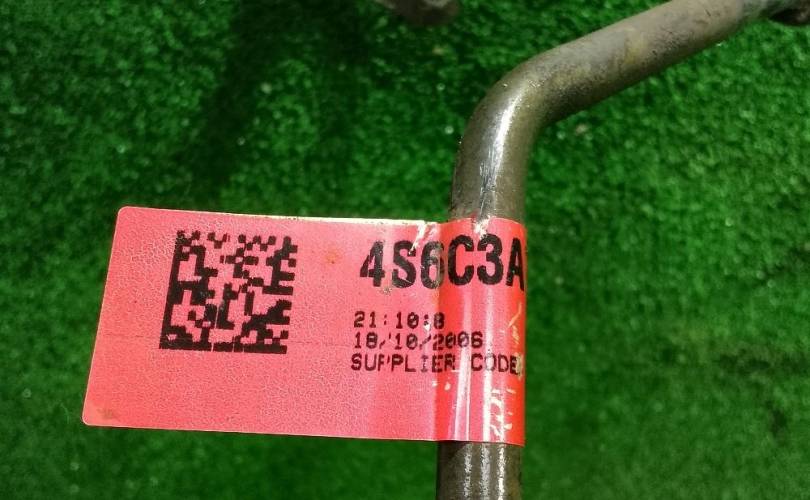 4S6C3A
21:10:8
18/10/2006
SUPPLIER CODE